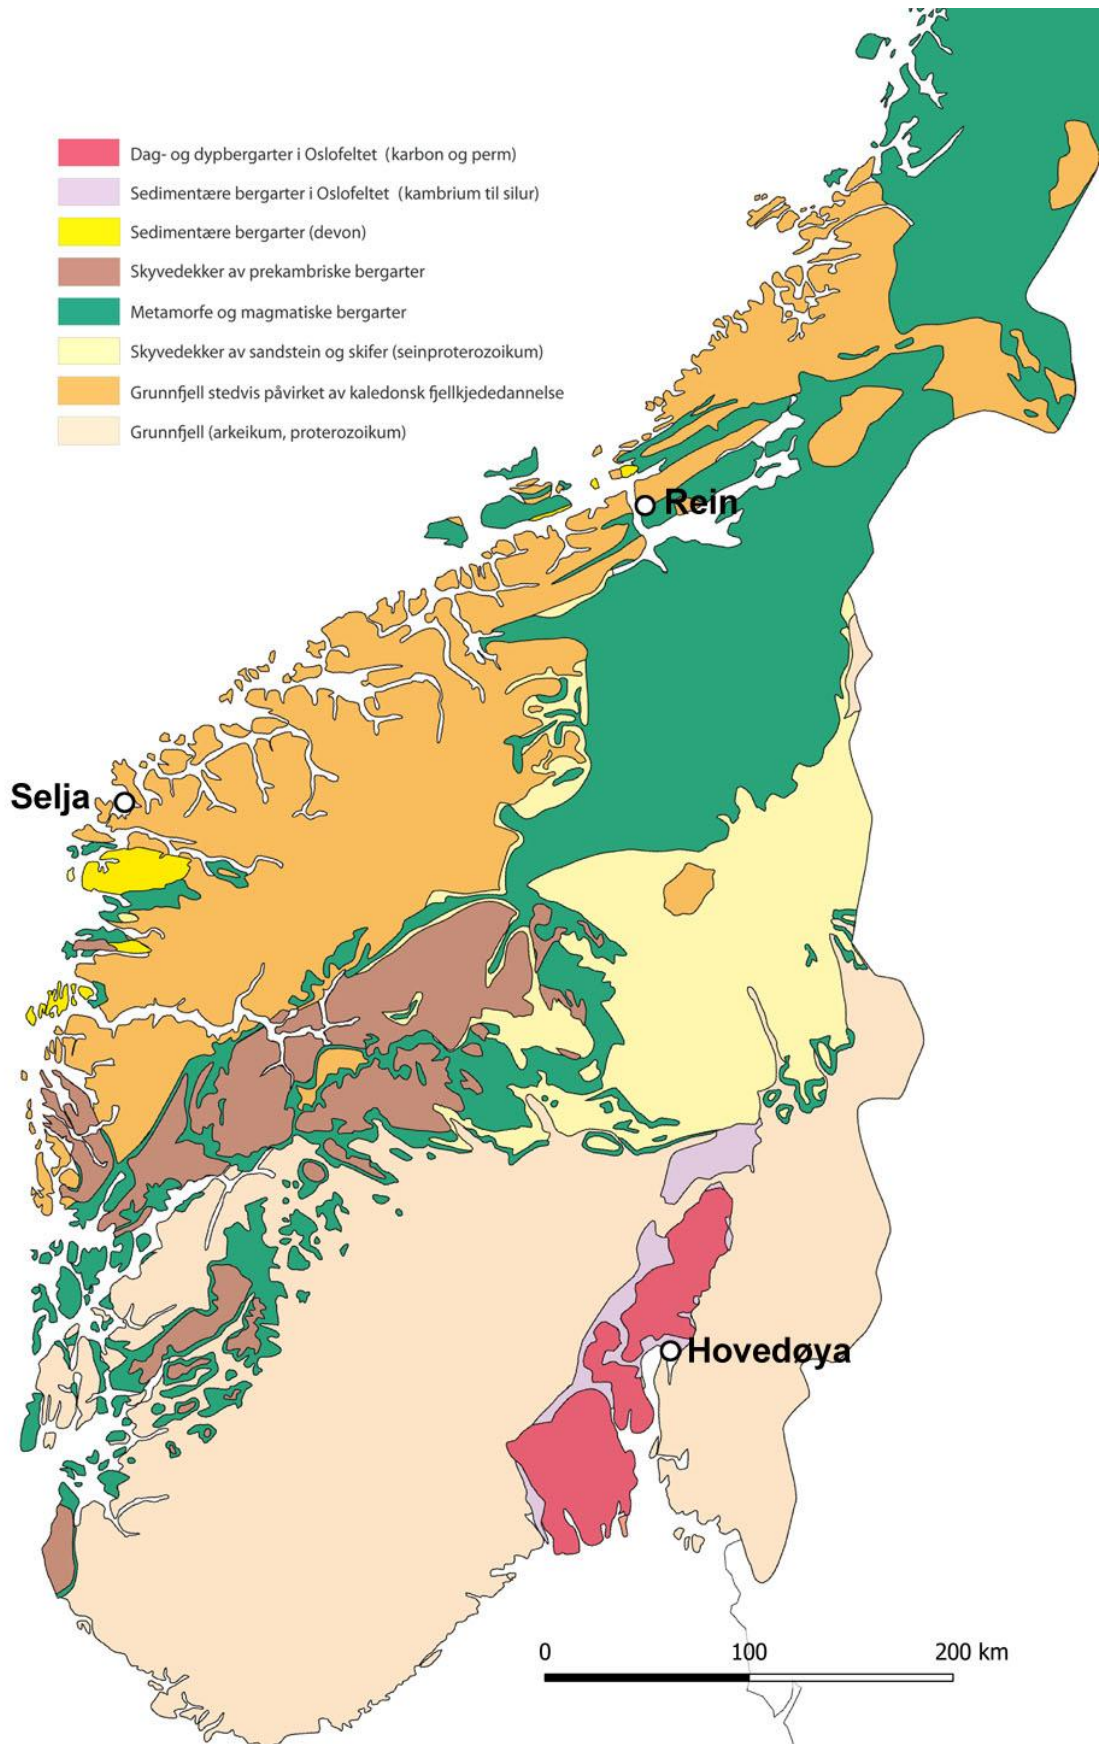 Dag- og dypbergarter i Oslofeltet (karbon og perm)
Sedimentære bergarter i Oslofeltet (kambrium til silur)
Sedimentære bergarter (devon)
Skyvedekker av prekambriske bergarter
Metamorfe og magmatiske bergarter
Skyvedekker av sandstein og skifer (seinproterozoikum)
Grunnfjell stedvis påvirket av kaledonsk fjellkjededannelse
Grunnfjell (arkeikum, proterozoikum)
Rein
Selja
Hovedøya
0 100 200 km